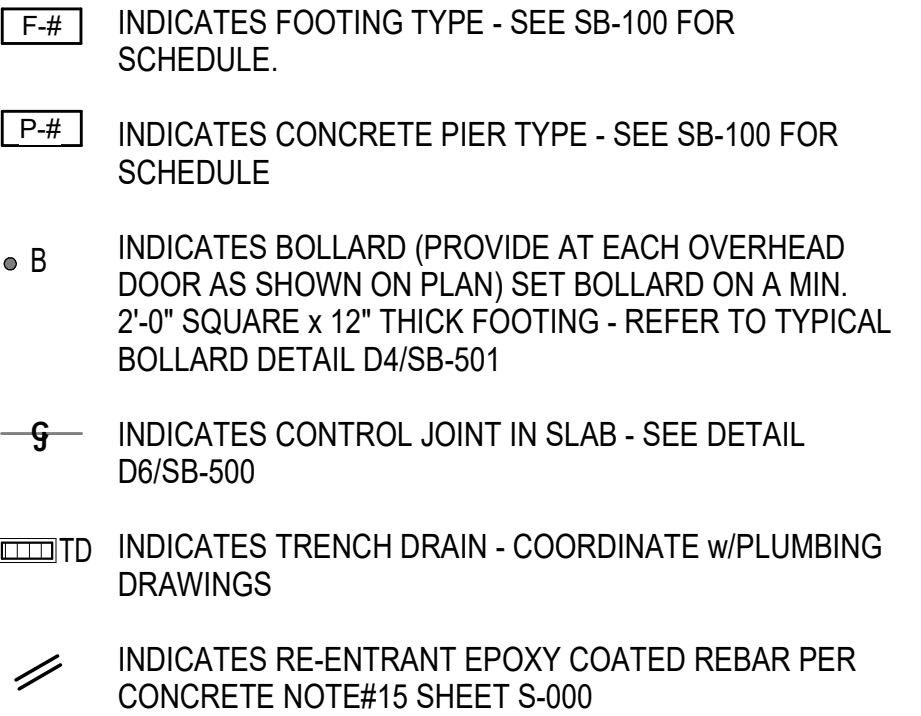 F-# INDICATES FOOTING TYPE - SEE SB-100 FOR
SCHEDULE.
P-# INDICATES CONCRETE PIER TYPE - SEE SB-100 FOR
SCHEDULE
B INDICATES BOLLARD (PROVIDE AT EACH OVERHEAD
DOOR AS SHOWN ON PLAN) SET BOLLARD ON A MIN.
2'-0" SQUARE x 12" THICK FOOTING - REFER TO TYPICAL
BOLLARD DETAIL D4/SB-501
CJ INDICATES CONTROL JOINT IN SLAB - SEE DETAIL
D6/SB-500
TD INDICATES TRENCH DRAIN - COORDINATE w/PLUMBING
DRAWINGS
INDICATES RE-ENTRANT EPOXY COATED REBAR PER
CONCRETE NOTE#15 SHEET S-000